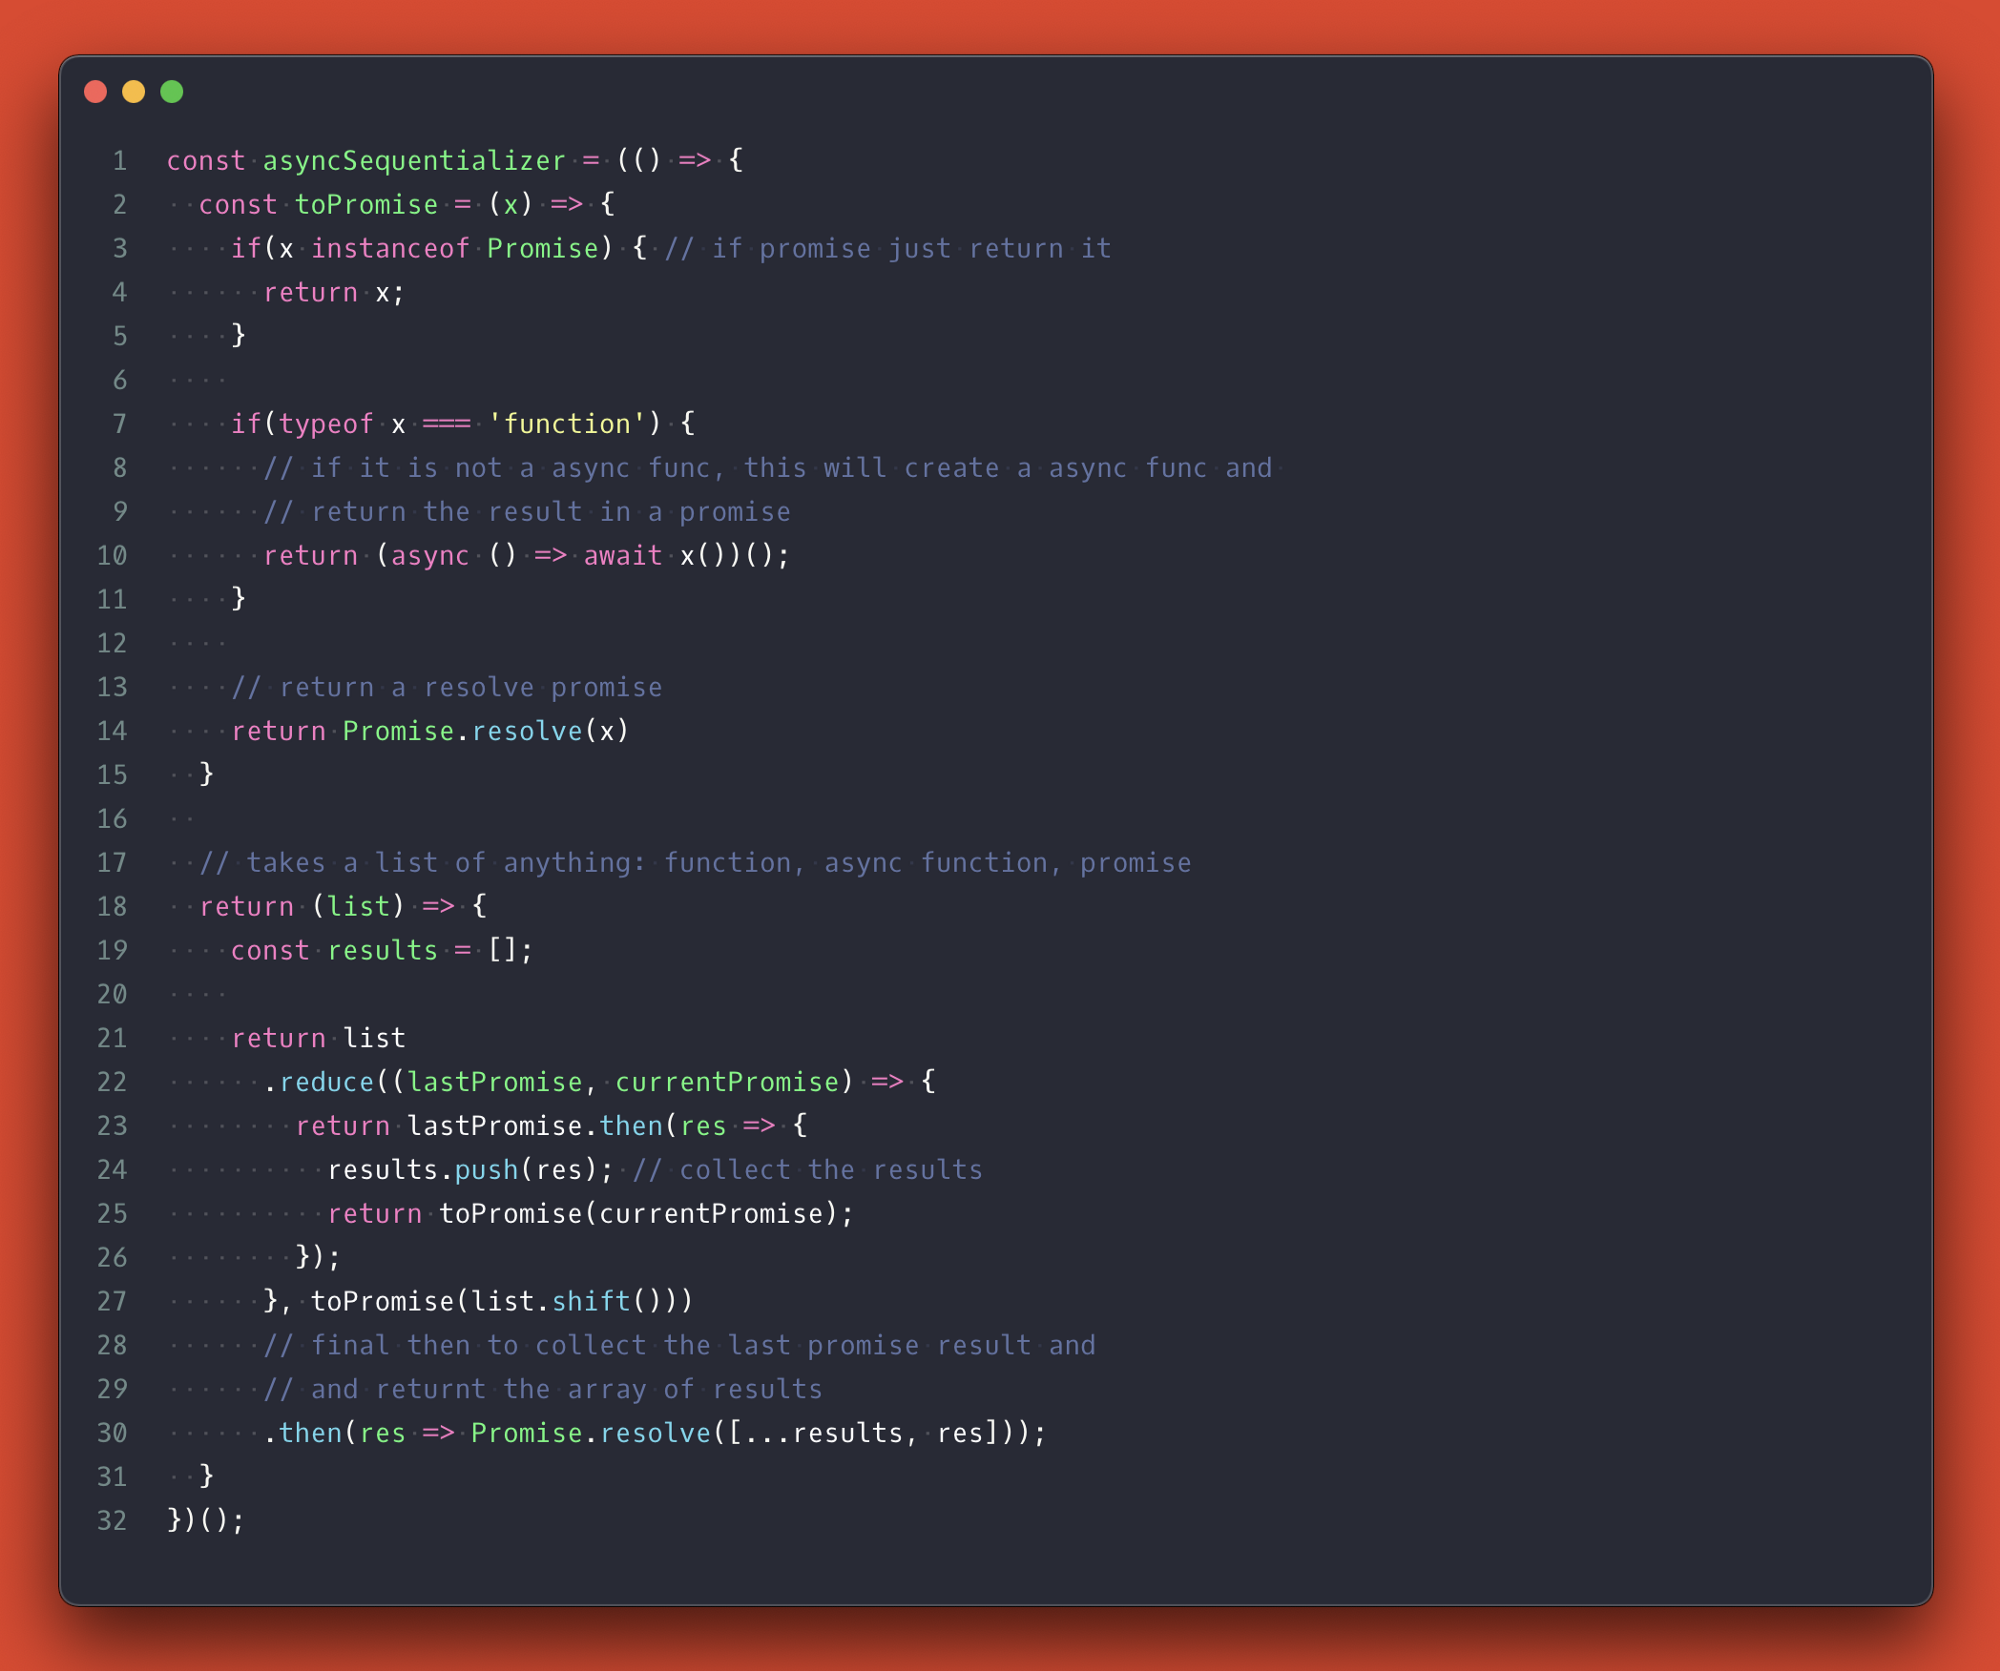 1 const asyncSequentializer = (() => {
2   const toPromise = (x) => {
3     if(x instanceof Promise) { // if promise just return it
4       return x;
5     }
6
7     if(typeof x === 'function') {
8       // if it is not a async func, this will create a async func and
9       // return the result in a promise
10       return (async () => await x())();
11     }
12
13     // return a resolve promise
14     return Promise.resolve(x)
15   }
16
17   // takes a list of anything: function, async function, promise
18   return (list) => {
19     const results = [];
20
21     return list
22       .reduce((lastPromise, currentPromise) => {
23         return lastPromise.then(res => {
24           results.push(res); // collect the results
25           return toPromise(currentPromise);
26         });
27       }, toPromise(list.shift()))
28       // final then to collect the last promise result and
29       // and returnt the array of results
30       .then(res => Promise.resolve([...results, res]));
31   }
32 })();